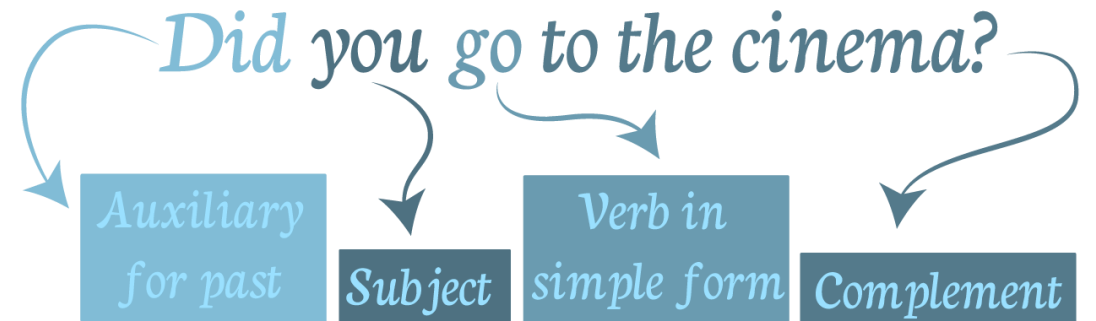 Did you go to the cinema?
Auxiliary
for past
Subject
Verb in
simple form
Complement